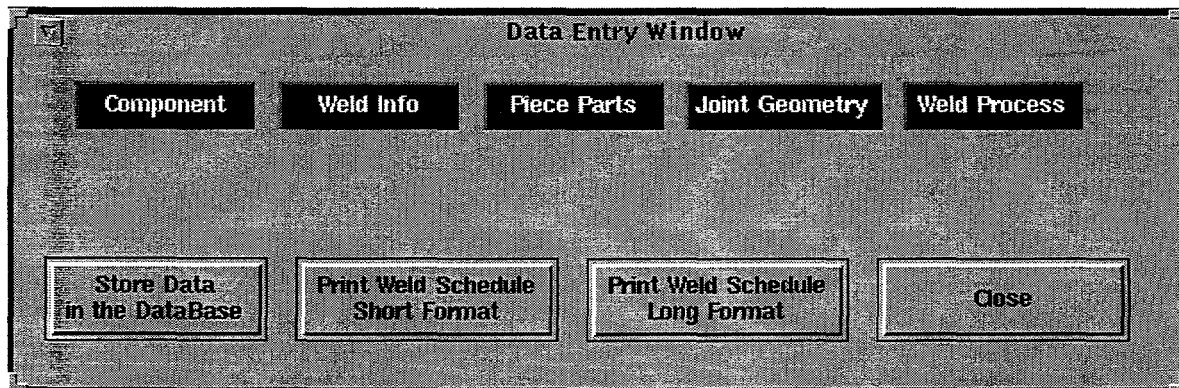 Data Entry Window
Component
Weld Info
Piece Parts
Joint Geometry
Weld Process
Store Data
in the DataBase
Print Weld Schedule
Short Format
Print Weld Schedule
Long Format
Close